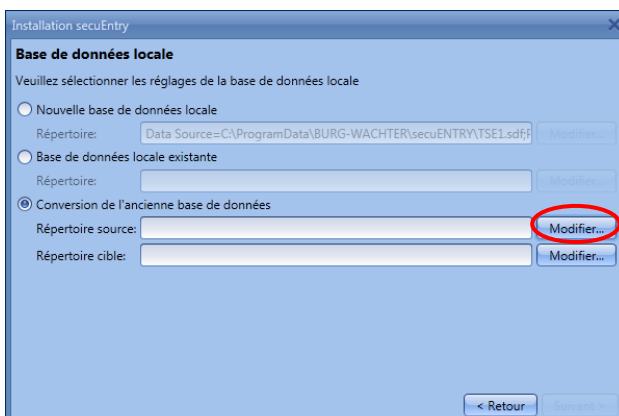 Installation secuEntry
Base de données locale
Veuillez sélectionner les réglages de la base de données locale
Nouvelle base de données locale
Répertoire: Data Source=C:\ProgramData\BURG-WACHTER\secuENTRY\TSE1.sdf;F Modifier...
Base de données locale existante
Répertoire: Modifier...
Conversion de l'ancienne base de données
Répertoire source: Modifier...
Répertoire cible: Modifier...
< Retour Suivant >